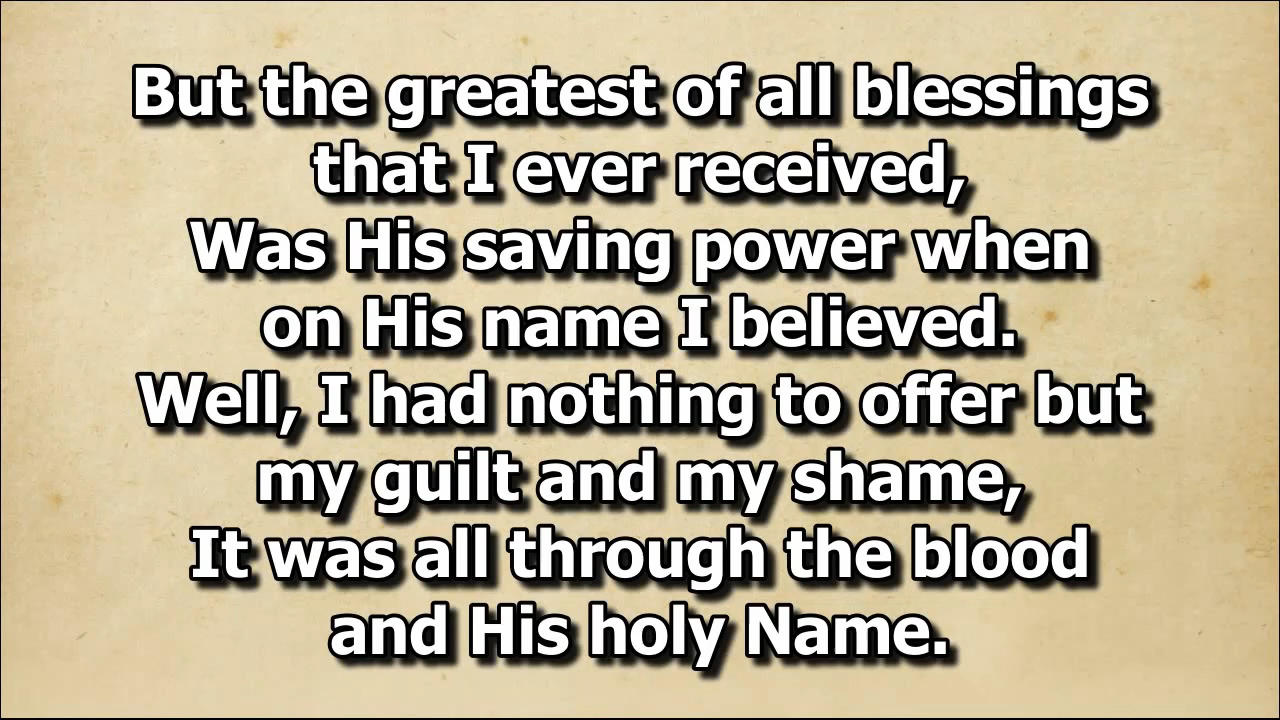 But the greatest of all blessings
that I ever received,
Was His saving power when
on His name I believed.
Well, I had nothing to offer but
my guilt and my shame,
It was all through the blood
and His holy Name.